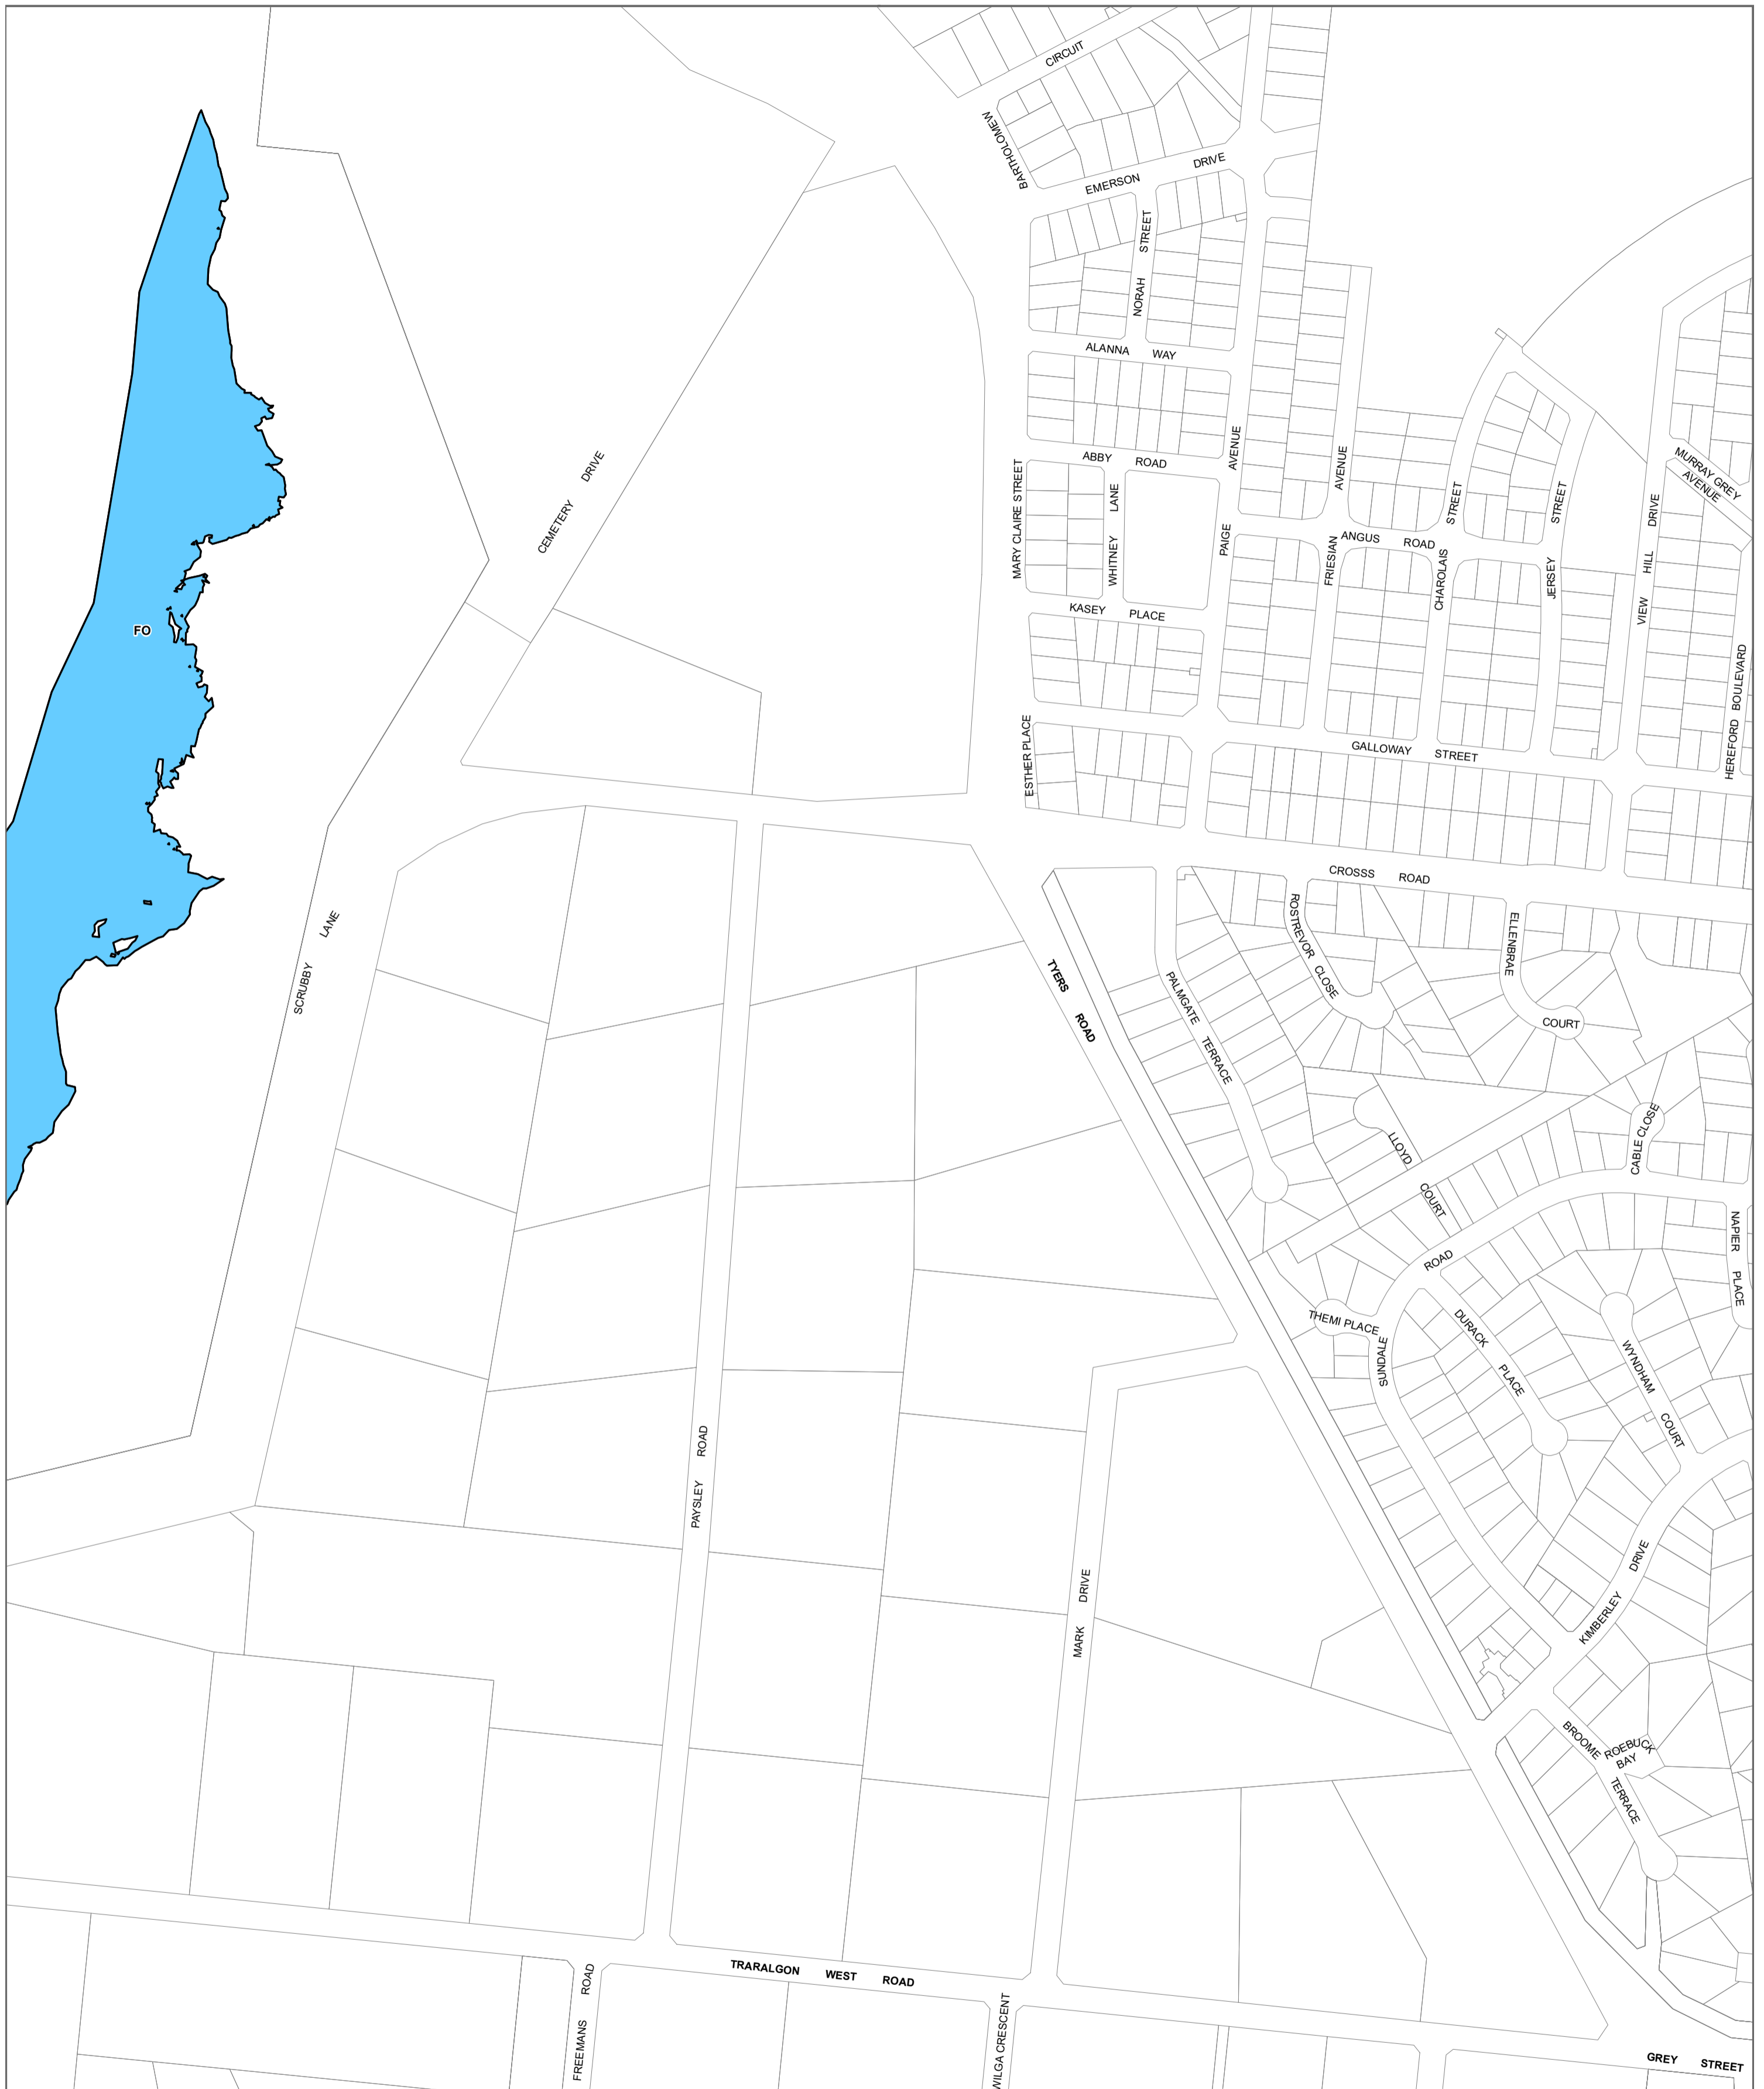 CIRCUIT
BARTHOLOMEW
EMERSON DRIVE
NORAH STREET
ALANNA WAY
ABBY ROAD
MARY CLAIRE STREET
WHITNEY LANE
PAIGE AVENUE
FRIESIAN AVENUE
ANGUS ROAD
CHAROLAIS STREET
JERSEY STREET
VIEW HILL DRIVE
MURRAY GREY
AVENUE
HEREFORD BOULEVARD
CEMETERY DRIVE
FO
KASEY PLACE
ESTHER PLACE
GALLOWAY STREET
CROSSS ROAD
SCRUBBY LANE
TYERS ROAD
PALMGATE TERRACE
ROSTREVOR CLOSE
ELLENBRAE
COURT
LLOYD COURT
CABLE CLOSE
NAPIER PLACE
SUNDALE ROAD
THEMI PLACE
DURACK PLACE
WYNDHAM COURT
PAYSLEY ROAD
MARK DRIVE
KIMBERLEY DRIVE
BROOME TERRACE
ROEBUCK
BAY
TRARALGON WEST ROAD
FREEMANS ROAD
WILGA CRESCENT
GREY STREET